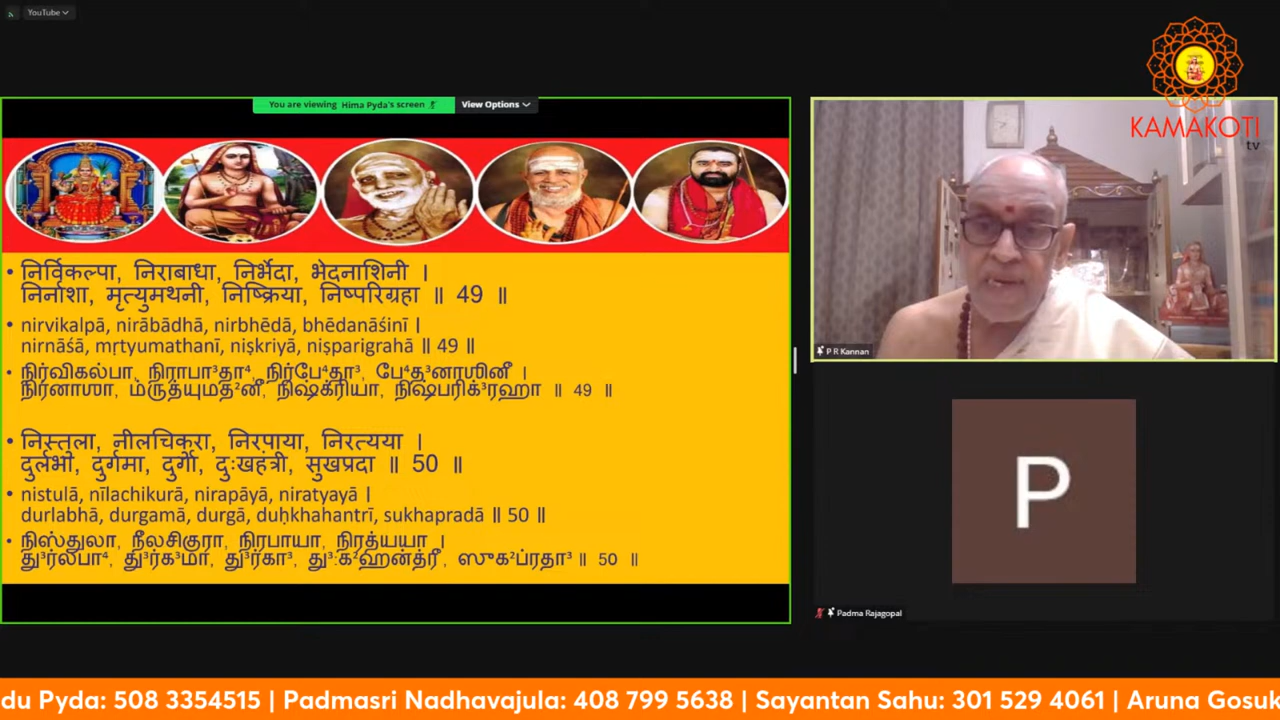 YouTube
KAMAKOTI
tv
You are viewing Hima Pyda's screen
View Options
• निर्विकल्पा, निराबाधा, निर्भेदा, भेदनाशिनी ।
निर्नाशा, मृत्युमथनी, निष्क्रिया, निष्परिग्रहा ॥ 49 ॥
• nirvikalpā, nirābādhā, nirbhēdā, bhēdanāśinī |
nirnāśā, mṛtyumathanī, niṣkriyā, niṣparigrahā ॥ 49 ॥
• நிர்விகல்பா, நிராபா³தா⁴, நிர்பே⁴தா³, பே⁴த³னாஶினீ ।
நிர்னாஶா, ம்ருத்யுமத²னீ, நிஷ்க்ரியா, நிஷ்பரிக்³ரஹா ॥ 49 ॥
• निस्तुला, नीलचिकुरा, निरपाया, निरत्यया ।
दुर्लभा, दुर्गमा, दुर्गा, दुःखहंत्री, सुखप्रदा ॥ 50 ॥
• nistulā, nīlachikurā, nirapāyā, niratyayā |
durlabhā, durgamā, durgā, duḥkhahantrī, sukhapradā ॥ 50 ॥
• நிஸ்துலா, நீலசிகுரா, நிரபாயா, நிரத்யயா ।
து³ர்லபா⁴, து³ர்க³மா, து³ர்கா³, து³:க²ஹன்த்ரீ, ஸுக²ப்ரதா³ ॥ 50 ॥
P R Kannan
P
Padma Rajagopal
du Pyda: 508 3354515 | Padmasri Nadhavajula: 408 799 5638 | Sayantan Sahu: 301 529 4061 | Aruna Gosuk